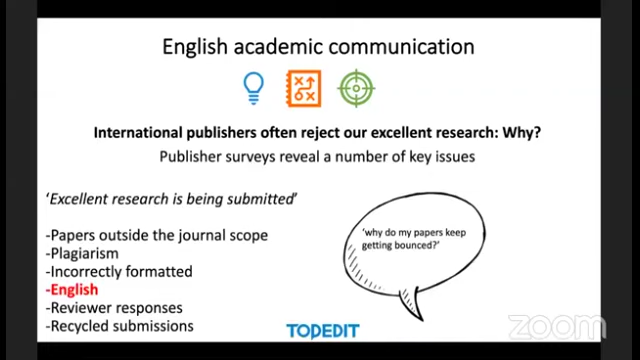 English academic communication
International publishers often reject our excellent research: Why?
Publisher surveys reveal a number of key issues
‘Excellent research is being submitted’
-Papers outside the journal scope
-Plagiarism
-Incorrectly formatted
-English
-Reviewer responses
-Recycled submissions
‘why do my papers keep
getting bounced?’
TOPEDIT
zoom